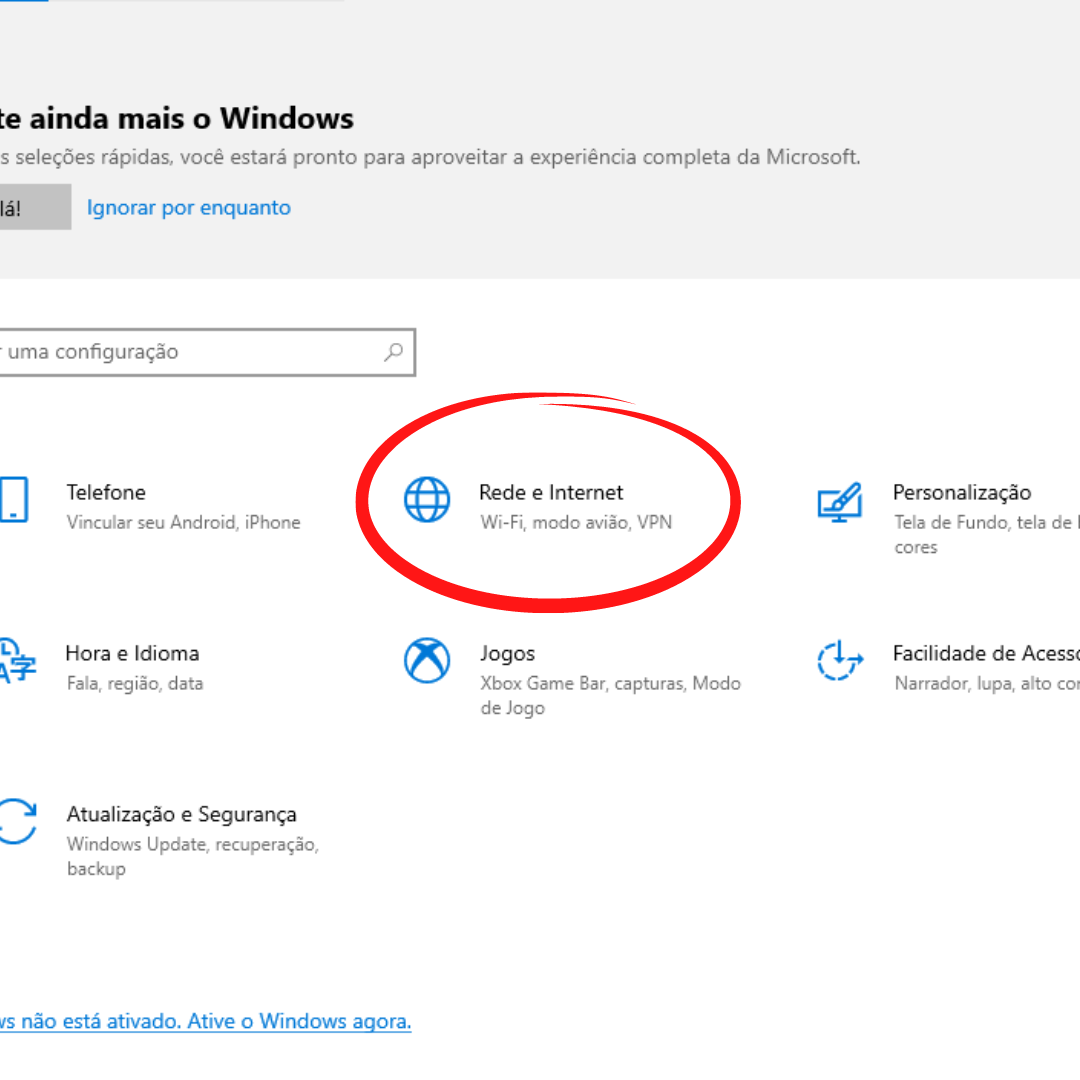 te ainda mais o Windows
s seleções rápidas, você estará pronto para aproveitar a experiência completa da Microsoft.
lá!
Ignorar por enquanto
uma configuração
Telefone
Vincular seu Android, iPhone
Rede e Internet
Wi-Fi, modo avião, VPN
Personalização
Tela de Fundo, tela de
cores
Hora e Idioma
Fala, região, data
Jogos
Xbox Game Bar, capturas, Modo
de Jogo
Facilidade de Acesso
Narrador, lupa, alto con
Atualização e Segurança
Windows Update, recuperação,
backup
ws não está ativado. Ative o Windows agora.